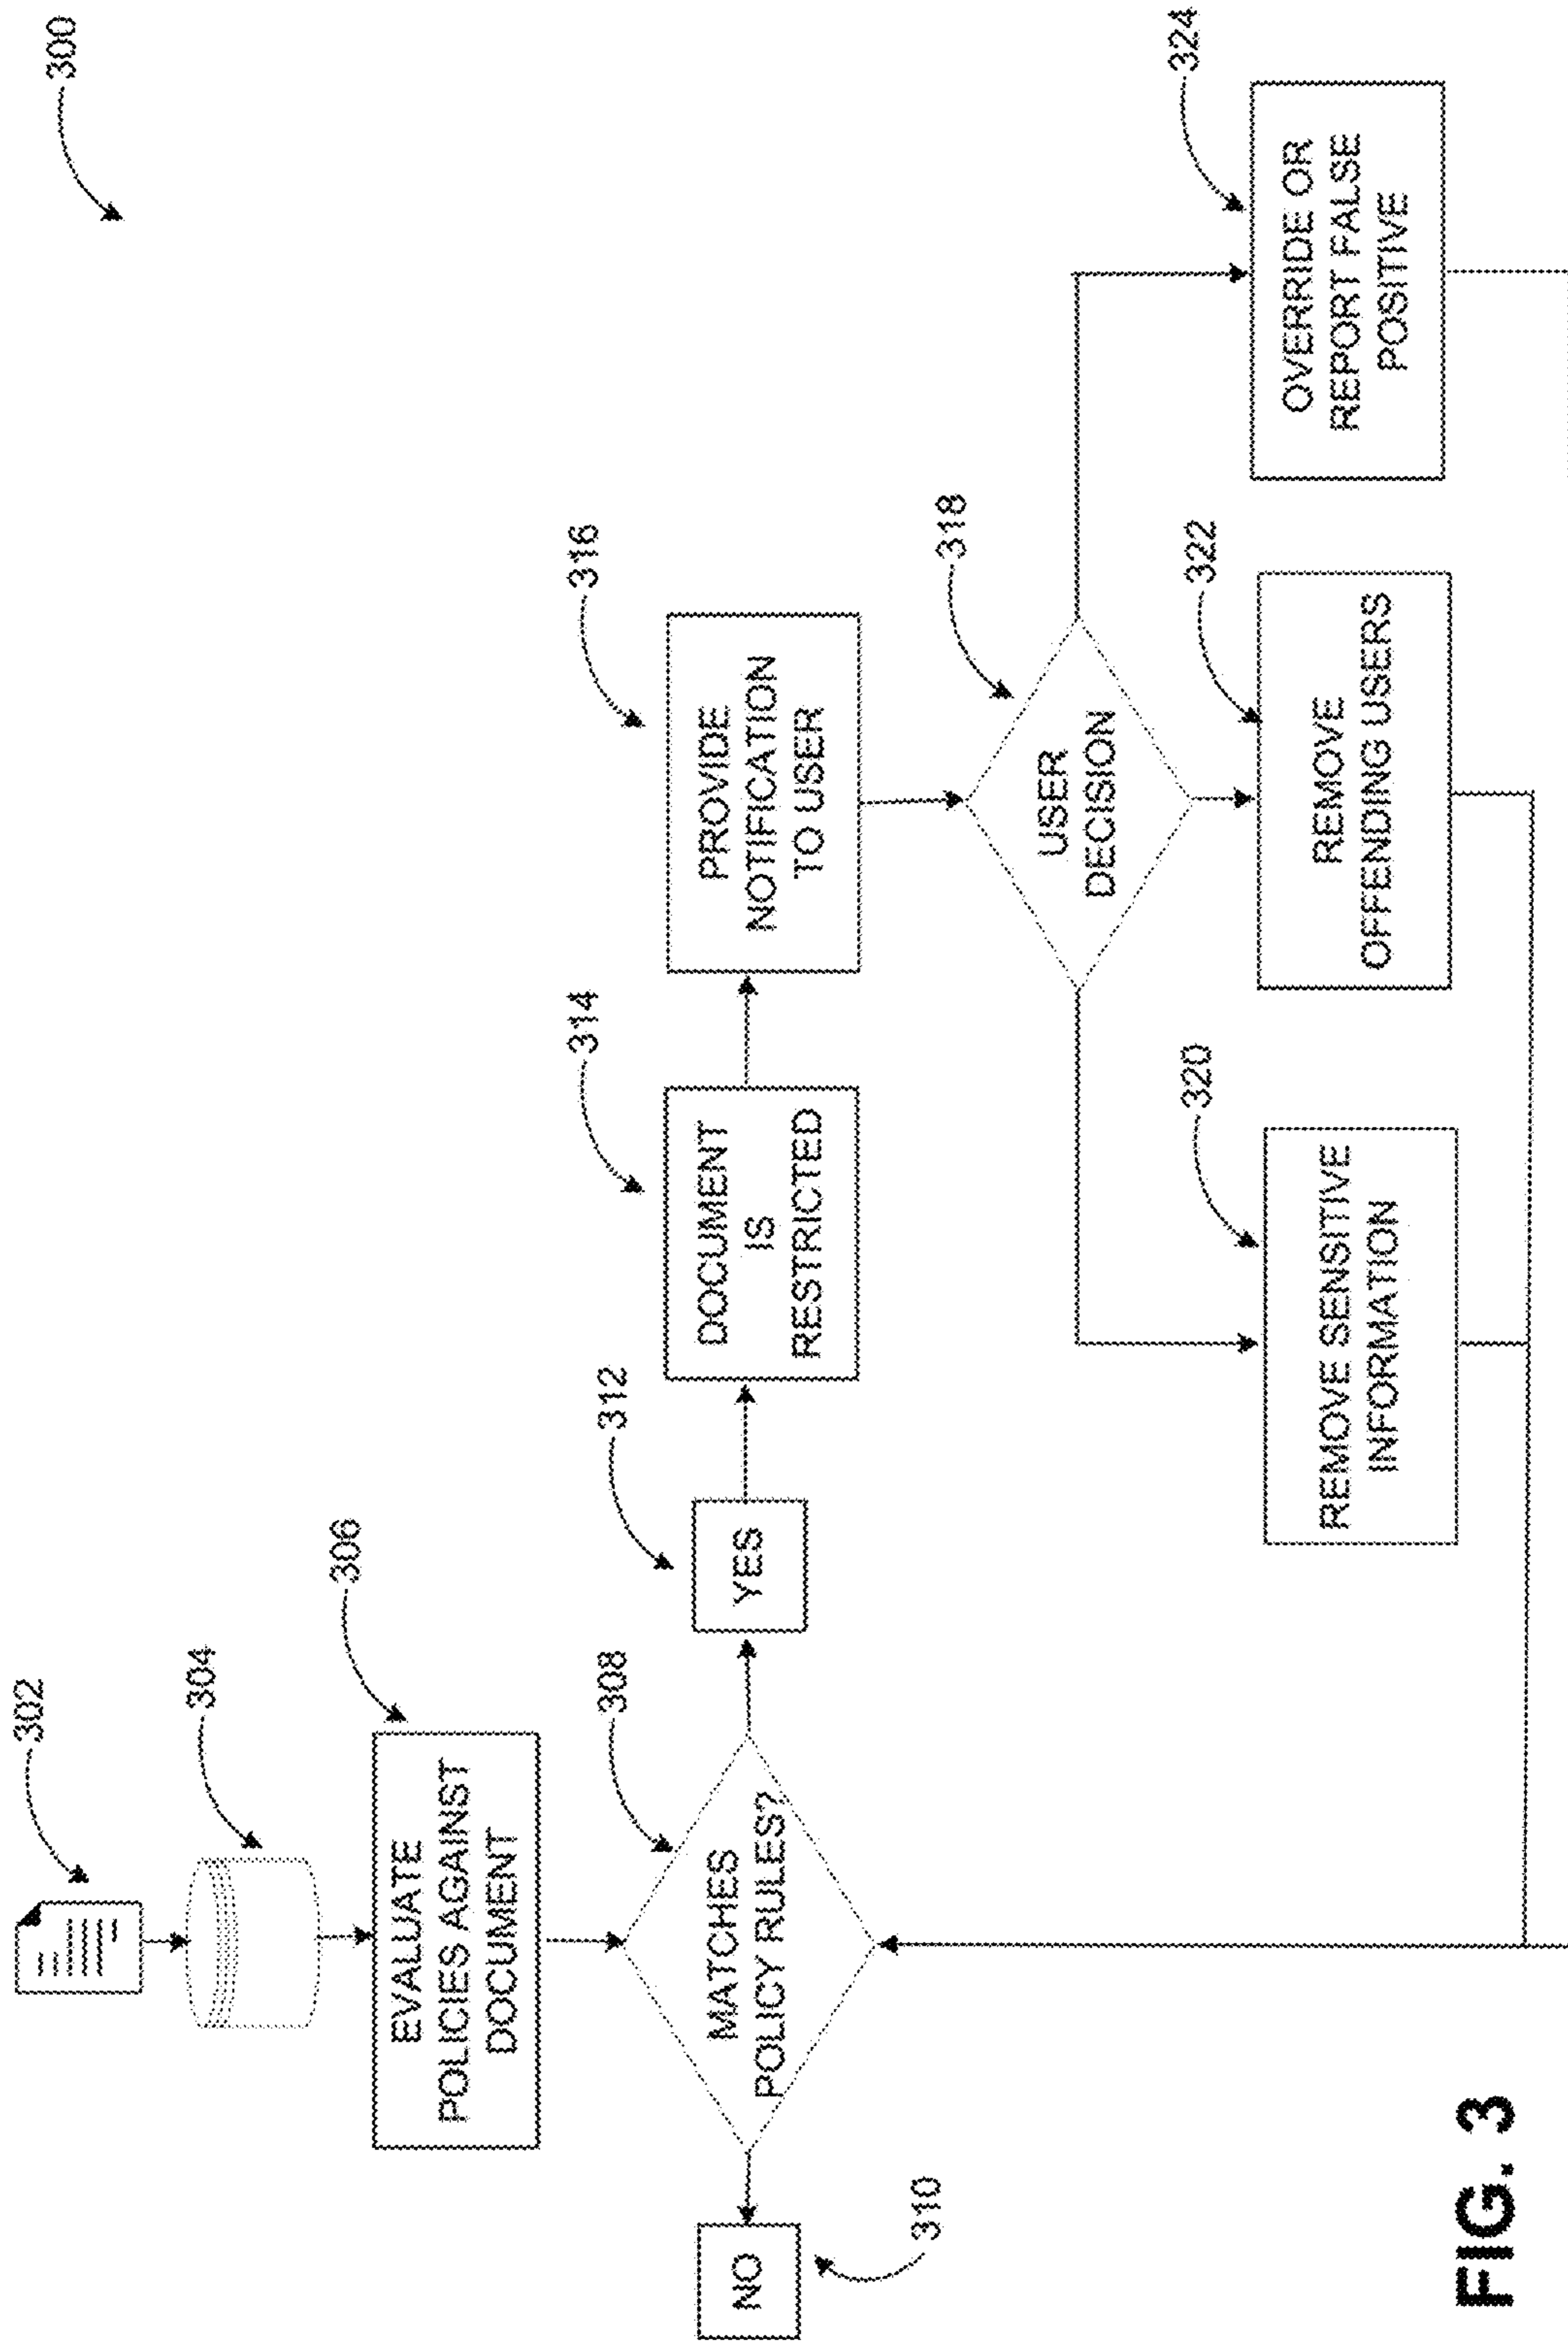 300
302
304
306
EVALUATE
POLICIES AGAINST
DOCUMENT
308
MATCHES
POLICY RULES?
310
NO
312
YES
314
DOCUMENT
IS
RESTRICTED
316
PROVIDE
NOTIFICATION
TO USER
318
USER
DECISION
320
REMOVE SENSITIVE
INFORMATION
322
REMOVE
OFFENDING USERS
324
OVERRIDE OR
REPORT FALSE
POSITIVE
FIG. 3